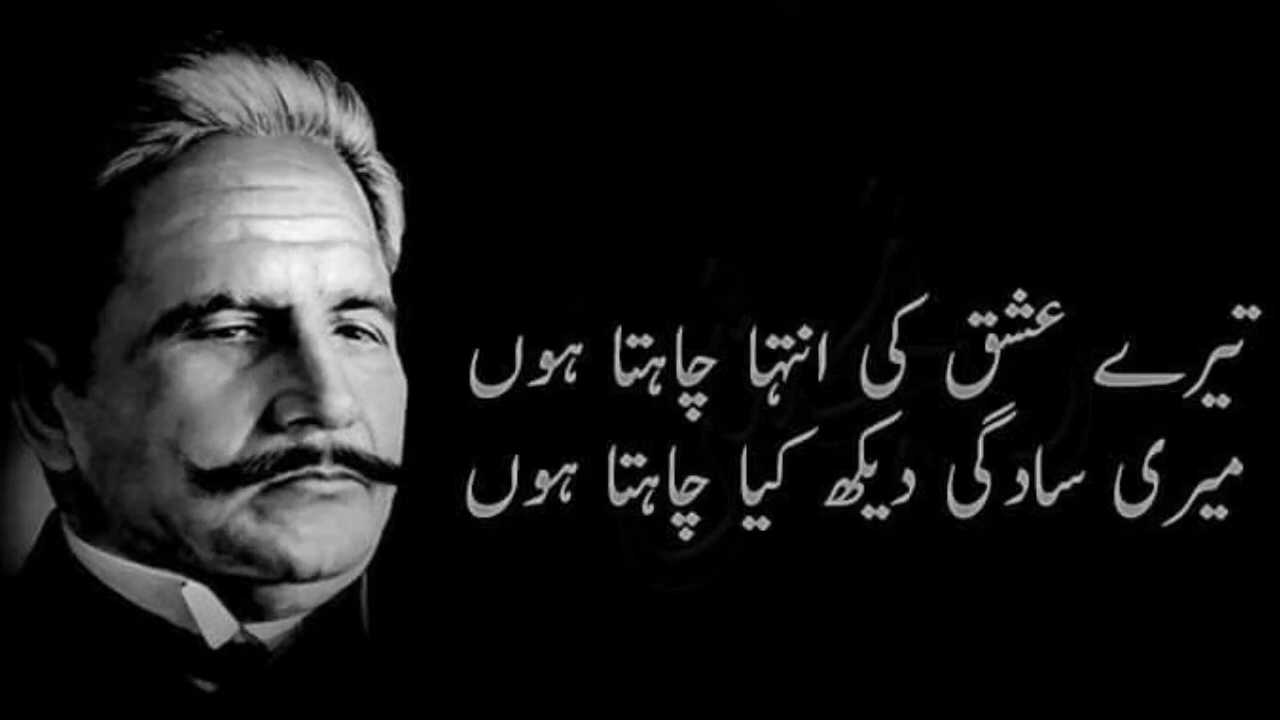 تیرے عشق کی انتہا چاہتا ہوں
میری سادگی دیکھ کیا چاہتا ہوں